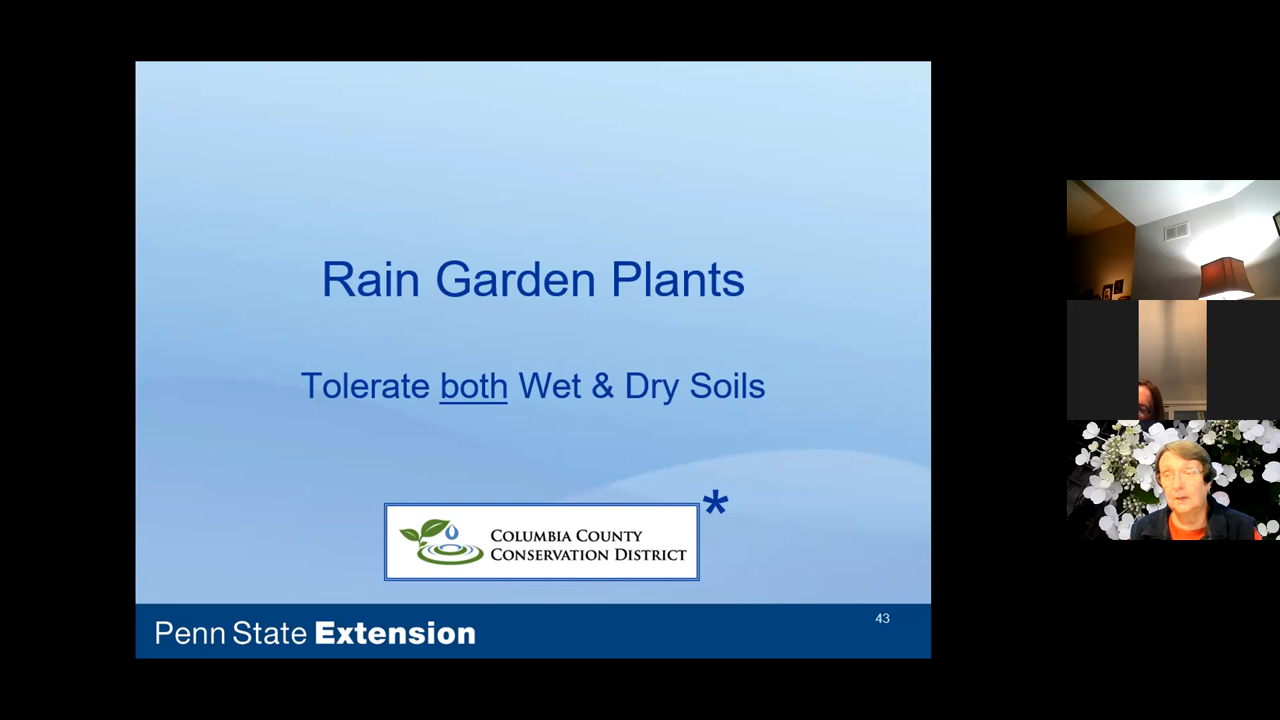 Rain Garden Plants
Tolerate both Wet & Dry Soils
*
COLUMBIA COUNTY
CONSERVATION DISTRICT
Penn State Extension
43